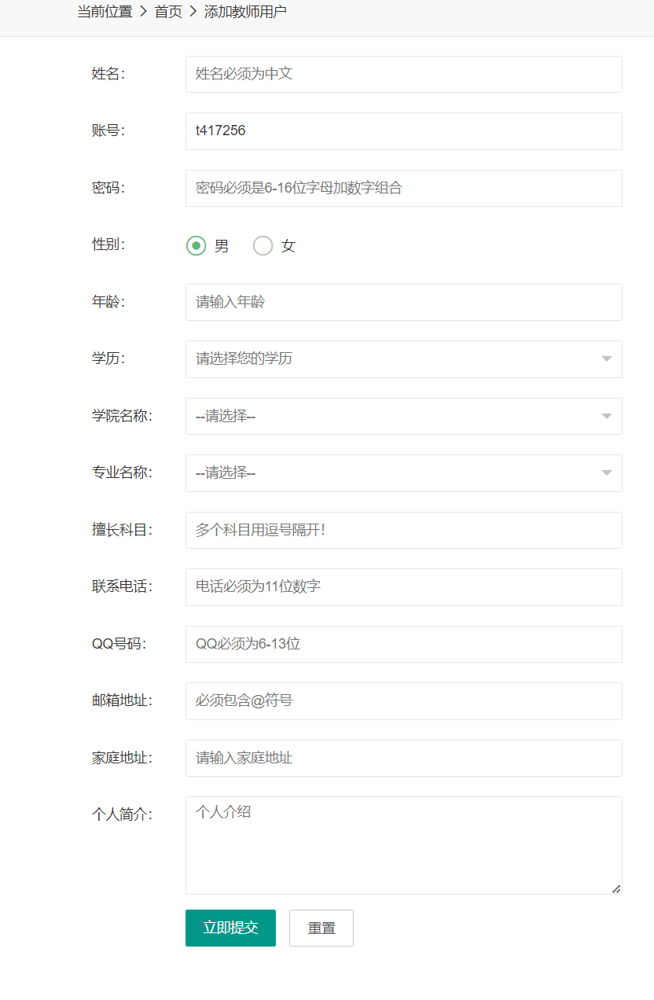 当前位置 > 首页 > 添加教师用户
姓名： 姓名必须为中文
账号： t417256
密码： 密码必须是6-16位字母加数字组合
性别： 男 女
年龄： 请输入年龄
学历： 请选择您的学历
学院名称： --请选择--
专业名称： --请选择--
擅长科目： 多个科目用逗号隔开！
联系电话： 电话必须为11位数字
QQ号码： QQ必须为6-13位
邮箱地址： 必须包含@符号
家庭地址： 请输入家庭地址
个人简介： 个人介绍
立即提交 重置